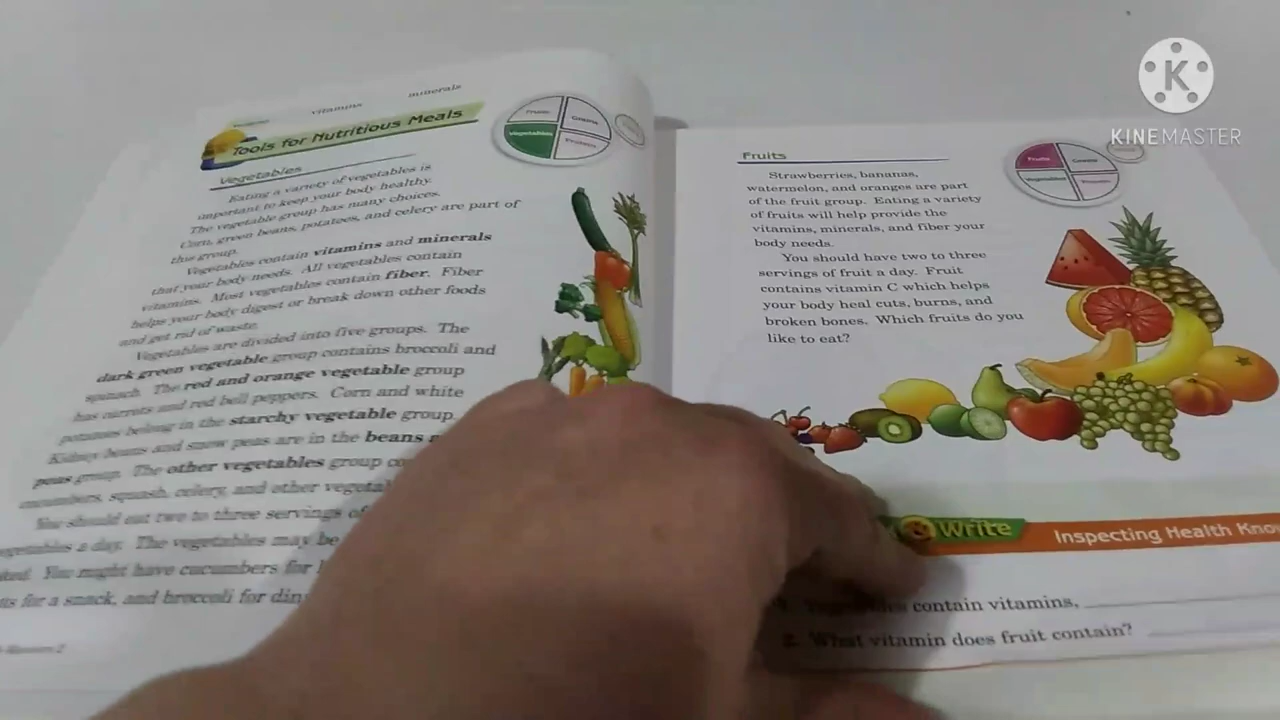 vitamins minerals
Tools for Nutritious Meals
Fruits
Grains
Vegetables
Protein
Vegetables
Eating a variety of vegetables is
important to keep your body healthy.
The vegetable group has many choices.
Corn, green beans, potatoes, and celery are part of
this group.
Vegetables contain vitamins and minerals
that your body needs. All vegetables contain
vitamins. Most vegetables contain fiber. Fiber
helps your body digest or break down other foods
and get rid of waste.
Vegetables are divided into five groups. The
dark green vegetable group contains broccoli and
spinach. The red and orange vegetable group
has carrots and red bell peppers. Corn and white
potatoes belong in the starchy vegetable group.
Kidney beans and snow peas are in the beans
peas group. The other vegetables group
cucumbers, squash, celery, and other
You should eat two to three servings of
vegetables a day. The vegetables may be
You might have cucumbers for
for a snack, and broccoli for
Fruits
Fruits
Grains
Vegetables
Protein
Strawberries, bananas,
watermelon, and oranges are part
of the fruit group. Eating a variety
of fruits will help provide the
vitamins, minerals, and fiber your
body needs.
You should have two to three
servings of fruit a day. Fruit
contains vitamin C which helps
your body heal cuts, burns, and
broken bones. Which fruits do you
like to eat?
Write Inspecting Health
Vegetables contain vitamins,
2. What vitamin does fruit contain?
K
KINEMASTER